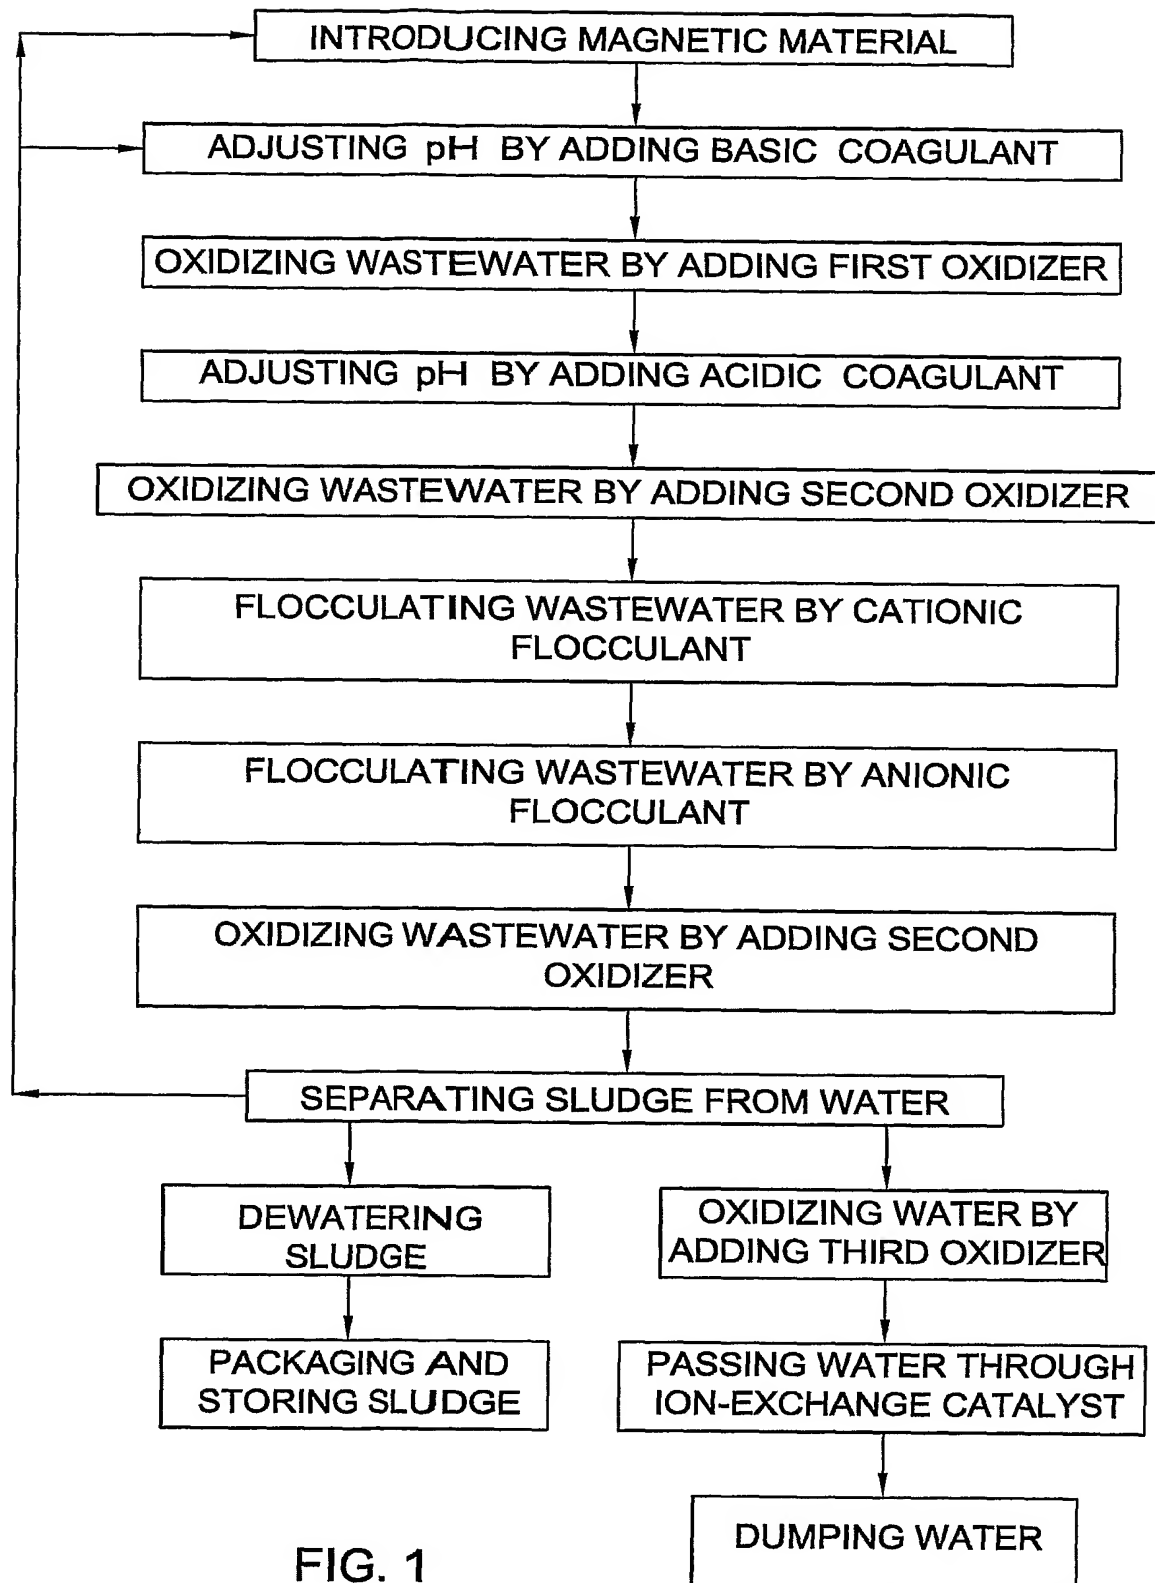 INTRODUCING MAGNETIC MATERIAL
ADJUSTING pH BY ADDING BASIC COAGULANT
OXIDIZING WASTEWATER BY ADDING FIRST OXIDIZER
ADJUSTING pH BY ADDING ACIDIC COAGULANT
OXIDIZING WASTEWATER BY ADDING SECOND OXIDIZER
FLOCCULATING WASTEWATER BY CATIONIC
FLOCCULANT
FLOCCULATING WASTEWATER BY ANIONIC
FLOCCULANT
OXIDIZING WASTEWATER BY ADDING SECOND
OXIDIZER
SEPARATING SLUDGE FROM WATER
DEWATERING
SLUDGE
OXIDIZING WATER BY
ADDING THIRD OXIDIZER
PACKAGING AND
STORING SLUDGE
PASSING WATER THROUGH
ION-EXCHANGE CATALYST
DUMPING WATER
FIG. 1